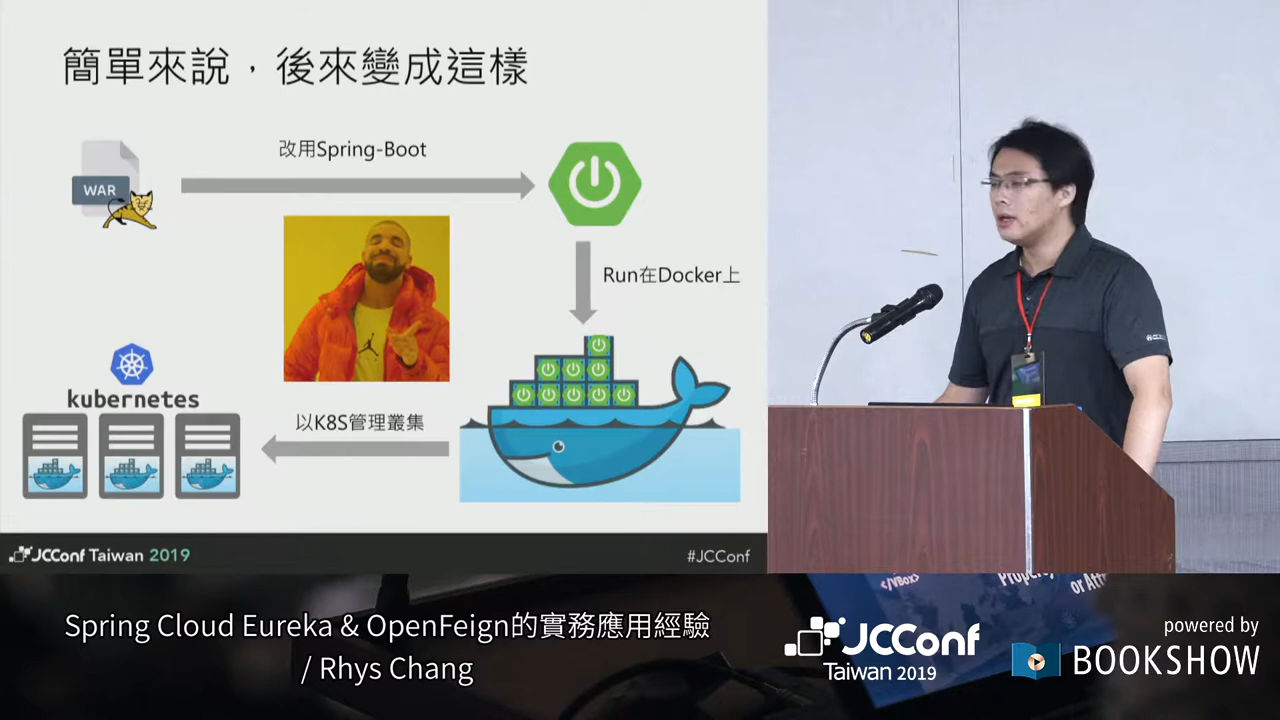 簡單來說，後來變成這樣
改用Spring-Boot
WAR
Run在Docker上
kubernetes
以K8S管理叢集
JCConf Taiwan 2019
#JCConf
</VBox>
Spring Cloud Eureka & OpenFeign的實務應用經驗
/ Rhys Chang
JCConf
Taiwan 2019
powered by
BOOKSHOW